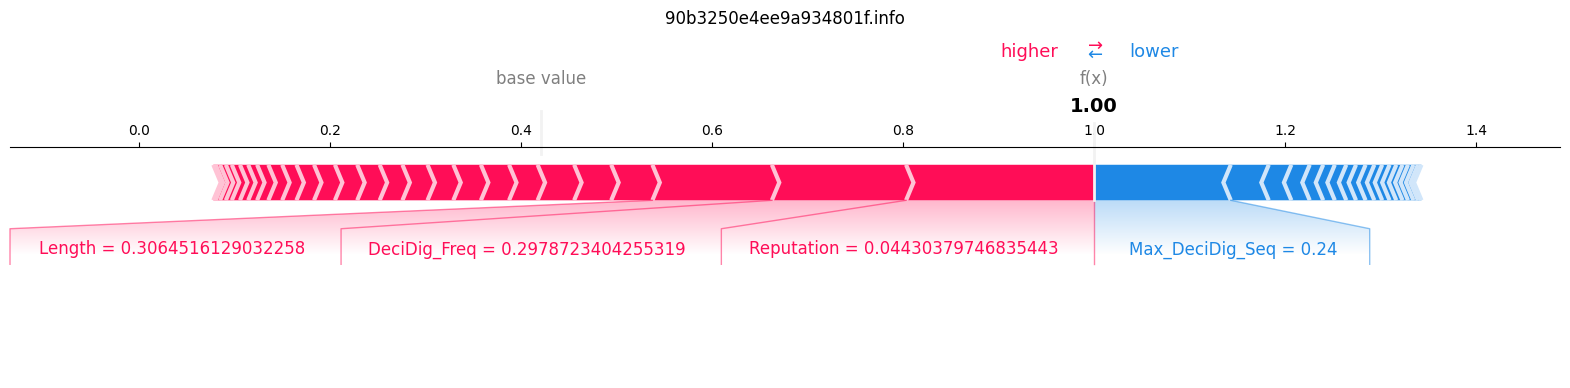 90b3250e4ee9a934801f.info
higher → ← lower
base value f(x)
1.00
0.0 0.2 0.4 0.6 0.8 1 0 1.2 1.4
Length = 0.3064516129032258 DeciDig_Freq = 0.2978723404255319 Reputation = 0.04430379746835443 Max_DeciDig_Seq = 0.24